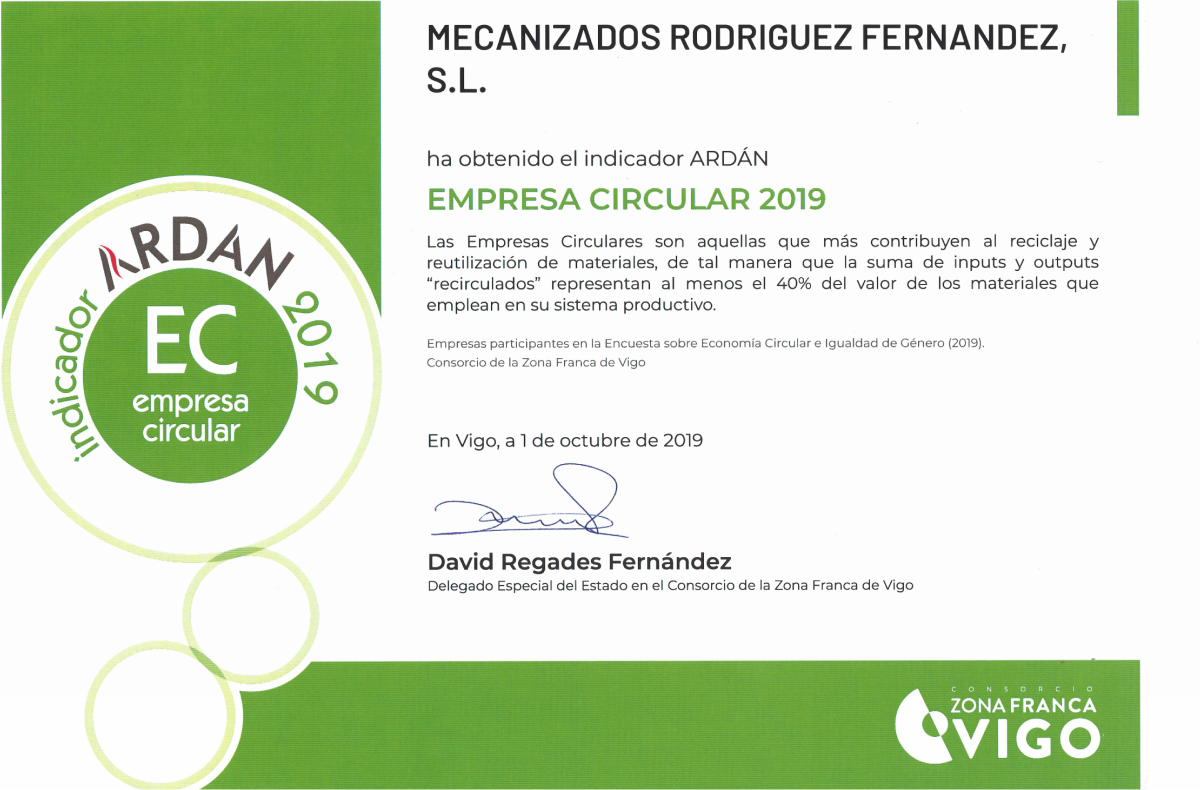 MECANIZADOS RODRIGUEZ FERNANDEZ,
S.L.
ha obtenido el indicador ARDÁN
EMPRESA CIRCULAR 2019
Las Empresas Circulares son aquellas que más contribuyen al reciclaje y
reutilización de materiales, de tal manera que la suma de inputs y outputs
“recirculados” representan al menos el 40% del valor de los materiales que
emplean en su sistema productivo.
Empresas participantes en la Encuesta sobre Economía Circular e Igualdad de Género (2019).
Consorcio de la Zona Franca de Vigo
En Vigo, a 1 de octubre de 2019
David Regades Fernández
Delegado Especial del Estado en el Consorcio de la Zona Franca de Vigo
indicador ARDAN 2019
EC
empresa
circular
CONSORCIO
ZONA FRANCA
VIGO